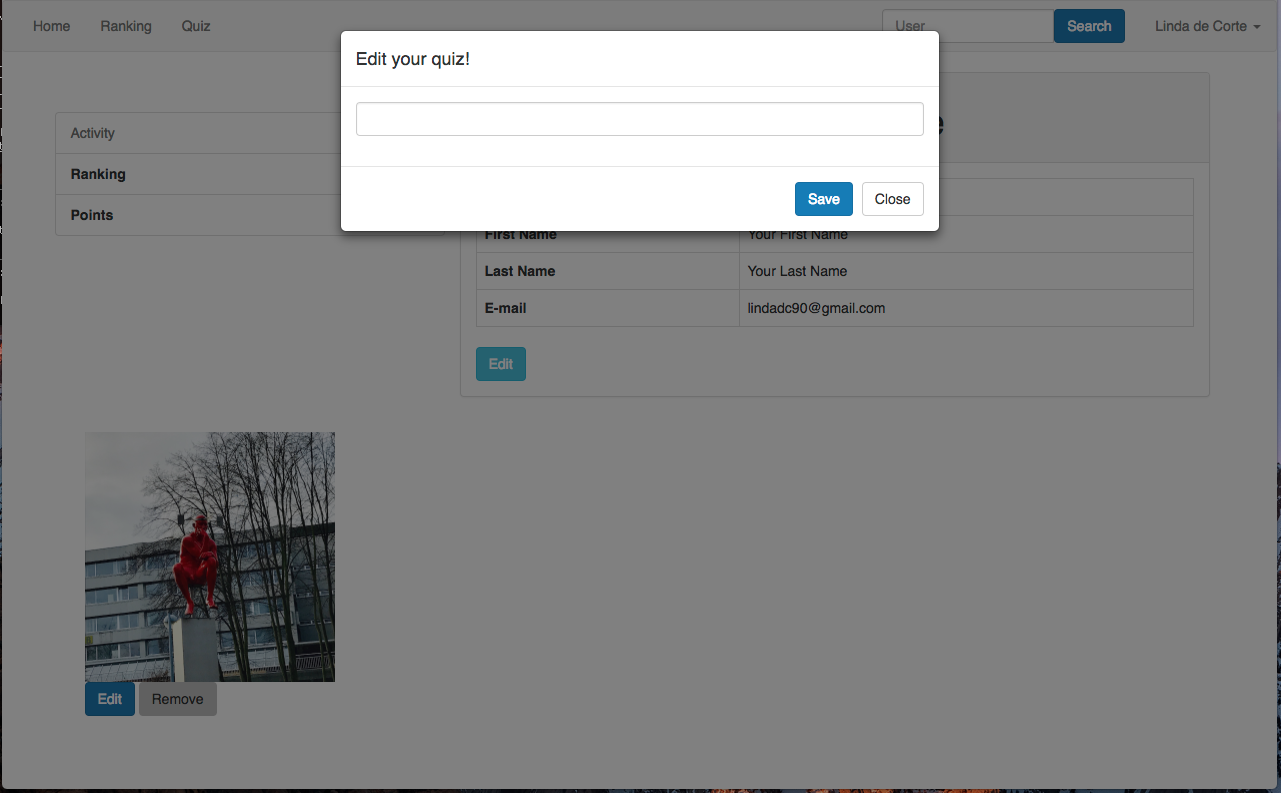 Home Ranking Quiz User Search Linda de Corte
Edit your quiz!
Activity
Ranking
Points
Save Close
First Name Your First Name
Last Name Your Last Name
E-mail lindadc90@gmail.com
Edit
Edit Remove